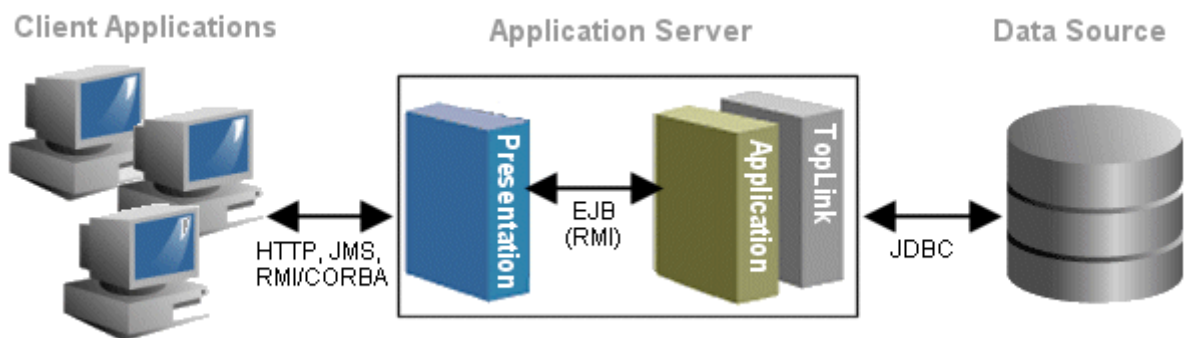 Client Applications
Application Server
Data Source
HTTP, JMS,
RMI/CORBA
Presentation
EJB
(RMI)
Application
TopLink
JDBC